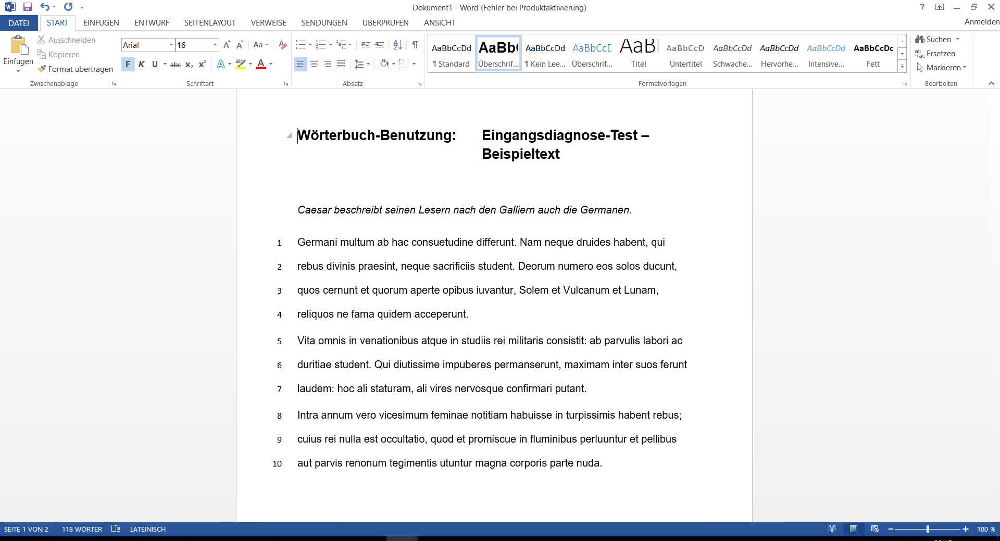 Dokument1 - Word (Fehler bei Produktaktivierung)
DATEI START EINFÜGEN ENTWURF SEITENLAYOUT VERWEISE SENDUNGEN ÜBERPRÜFEN ANSICHT Anmelden
Einfügen
Ausschneiden
Kopieren
Format übertragen
Zwischenablage
Arial 16
F K U abc x₂ x² A ab A
Schriftart
Absatz
AaBbCcDd AaBb( AaBbCcDd AaBbCcD AaBl AaBbCcD AaBbCcDd AaBbCcDd AaBbCcDd AaBbCcDc
¶ Standard Überschrif... ¶ Kein Lee... Überschrif... Titel Untertitel Schwache... Hervorhe... Intensive... Fett
Formatvorlagen
Suchen
Ersetzen
Markieren
Bearbeiten
Wörterbuch-Benutzung: Eingangsdiagnose-Test –
Beispieltext
Caesar beschreibt seinen Lesern nach den Galliern auch die Germanen.
1 Germani multum ab hac consuetudine differunt. Nam neque druides habent, qui
2 rebus divinis praesint, neque sacrificiis student. Deorum numero eos solos ducunt,
3 quos cernunt et quorum aperte opibus iuvantur, Solem et Vulcanum et Lunam,
4 reliquos ne fama quidem acceperunt.
5 Vita omnis in venationibus atque in studiis rei militaris consistit: ab parvulis labori ac
6 duritiae student. Qui diutissime impuberes permanserunt, maximam inter suos ferunt
7 laudem: hoc ali staturam, ali vires nervosque confirmari putant.
8 Intra annum vero vicesimum feminae notitiam habuisse in turpissimis habent rebus;
9 cuius rei nulla est occultatio, quod et promiscue in fluminibus perluuntur et pellibus
10 aut parvis renonum tegimentis utuntur magna corporis parte nuda.
SEITE 1 VON 2 118 WÖRTER LATEINISCH 100 %